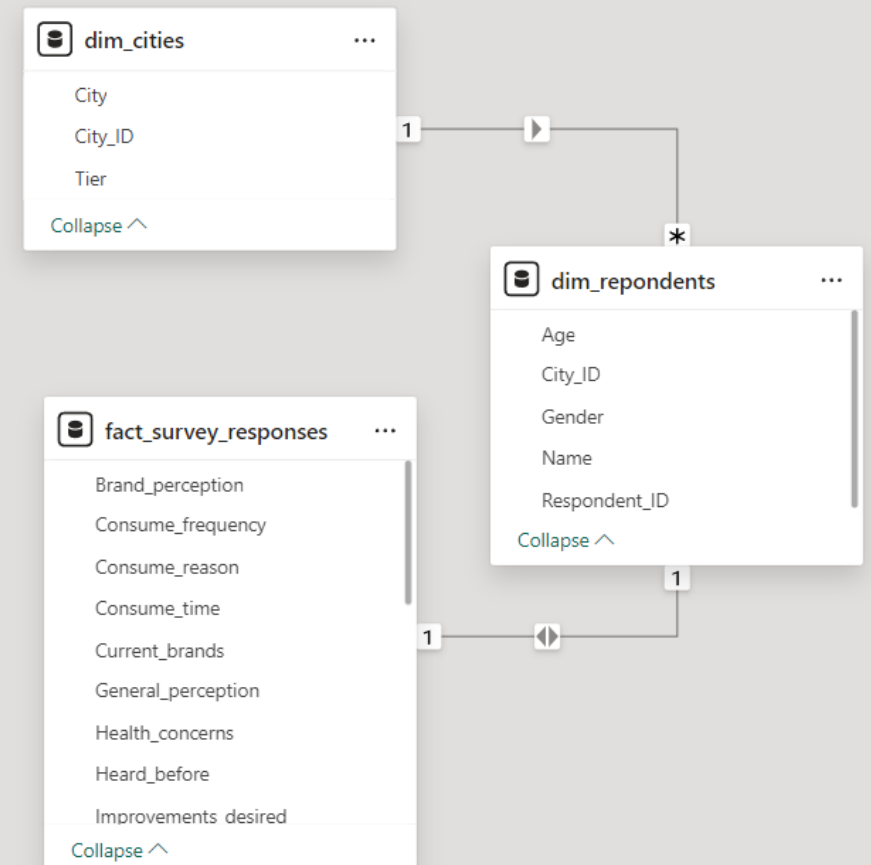 dim_cities
...
City
City_ID
Tier
Collapse
1
*
dim_repondents
...
Age
City_ID
Gender
Name
Respondent_ID
Collapse
1
fact_survey_responses
...
Brand_perception
Consume_frequency
Consume_reason
Consume_time
Current_brands
General_perception
Health_concerns
Heard_before
Improvements_desired
Collapse
1